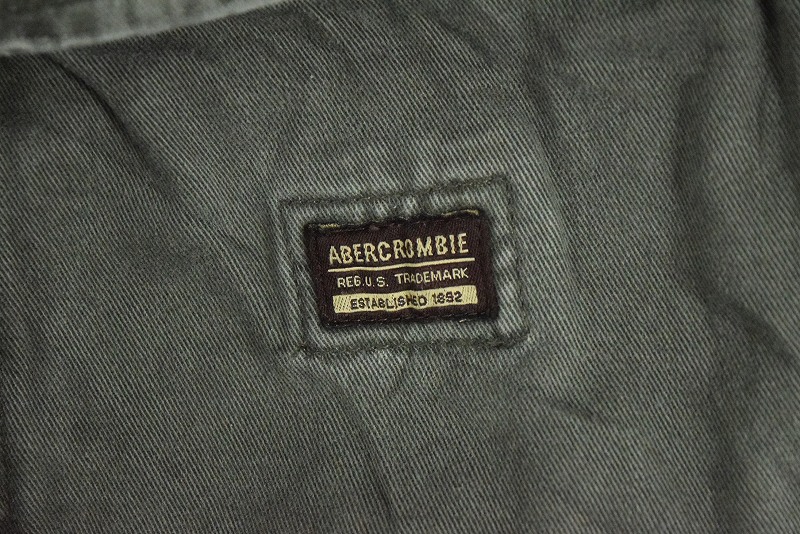 ABERCROMBIE
REG.U.S. TRADEMARK
ESTABLISHED 1892